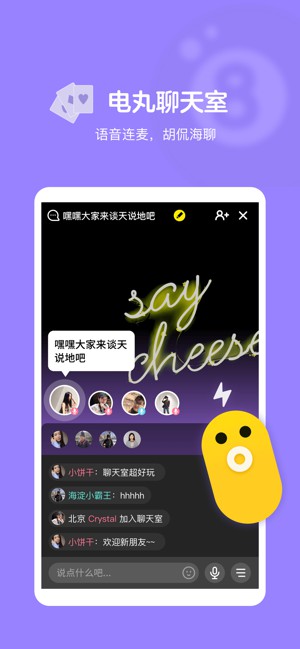 电丸聊天室
语音连麦，胡侃海聊
嘿嘿大家来谈天说地吧
say
cheese
嘿嘿大家来谈天
说地吧
小饼干：聊天室超好玩
海淀小霸王：hhhhh
北京 Crystal 加入聊天室
小饼干：欢迎新朋友~~
说点什么...